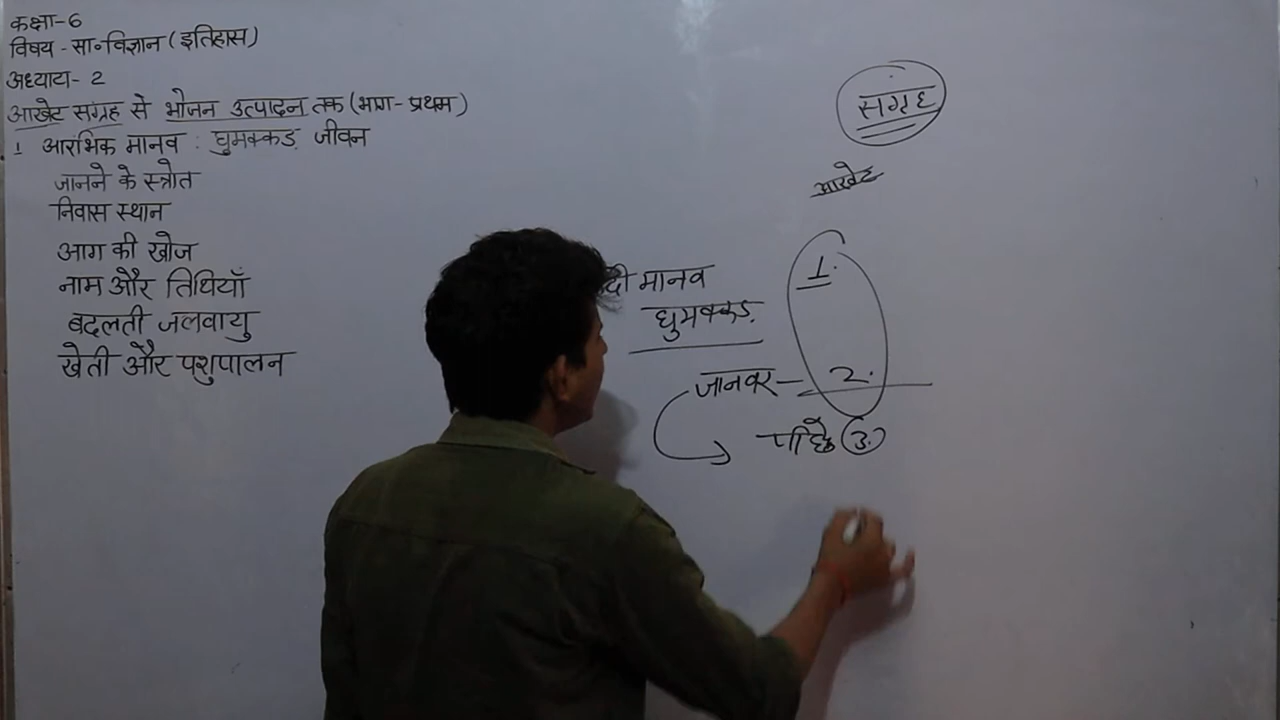 कक्षा-6
विषय - सा॰विज्ञान (इतिहास)
अध्याय- 2
आखेट संग्रह से भोजन उत्पादन तक (भाग- प्रथम)
1 आरंभिक मानव : घुमक्कड़ जीवन
जानने के स्त्रोत
निवास स्थान
आग की खोज
नाम और तिथियाँ
बदलती जलवायु
खेती और पशुपालन
संग्रह
आखेट
मानव
घुमक्कड़
1.
जानवर - 2.
3.